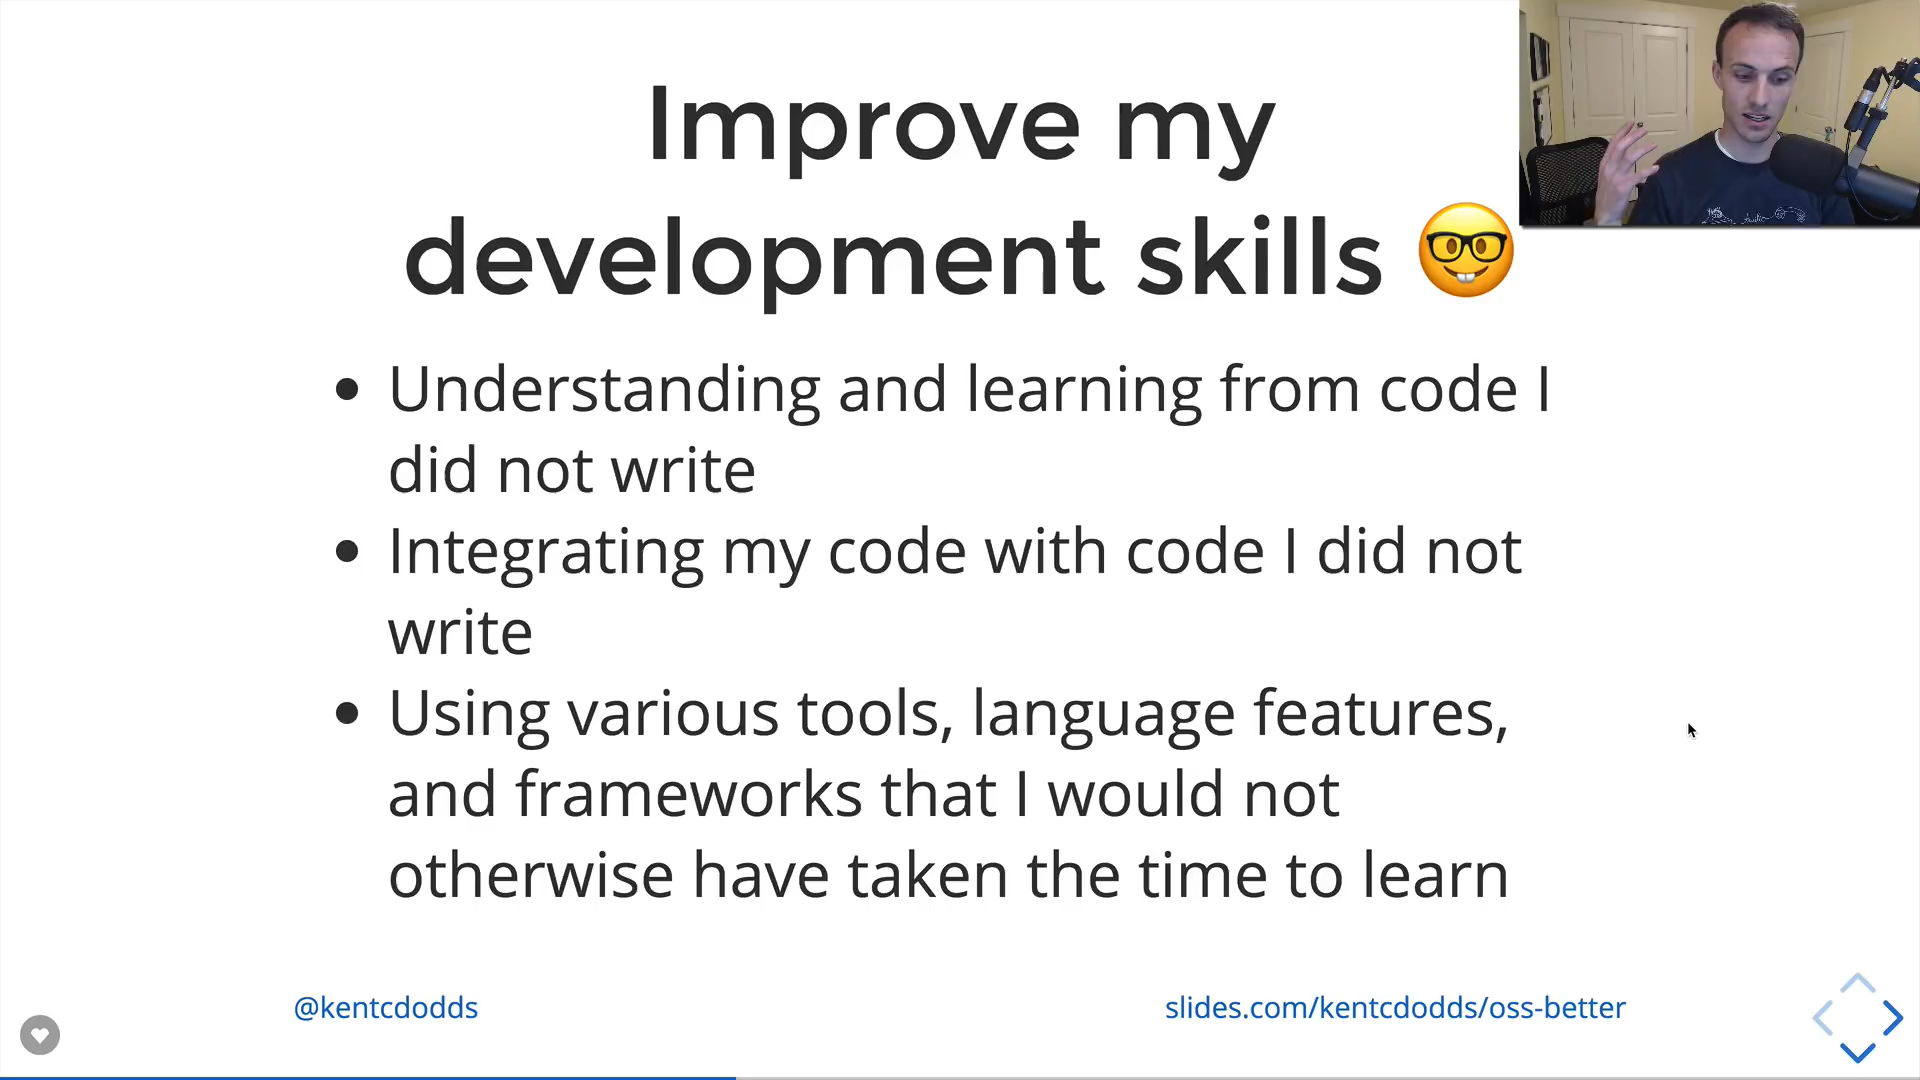 Improve my
development skills 🤓
• Understanding and learning from code I
did not write
• Integrating my code with code I did not
write
• Using various tools, language features,
and frameworks that I would not
otherwise have taken the time to learn
@kentcdodds
slides.com/kentcdodds/oss-better